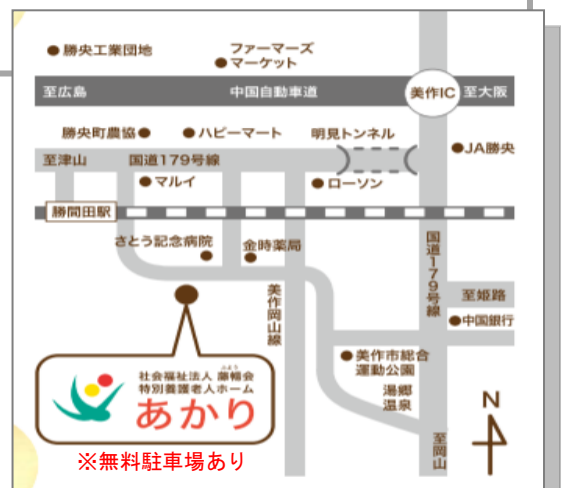 勝央工業団地
ファーマーズ
マーケット
至広島
中国自動車道
美作IC
至大阪
勝央町農協
ハピーマート
明見トンネル
JA勝央
至津山
国道179号線
マルイ
ローソン
勝間田駅
さとう記念病院
金時薬局
国道179号線
美作岡山線
至姫路
中国銀行
美作市総合
運動公園
湯郷
温泉
至岡山
N
ふよう
社会福祉法人 藤幡会
特別養護老人ホーム
あかり
※無料駐車場あり